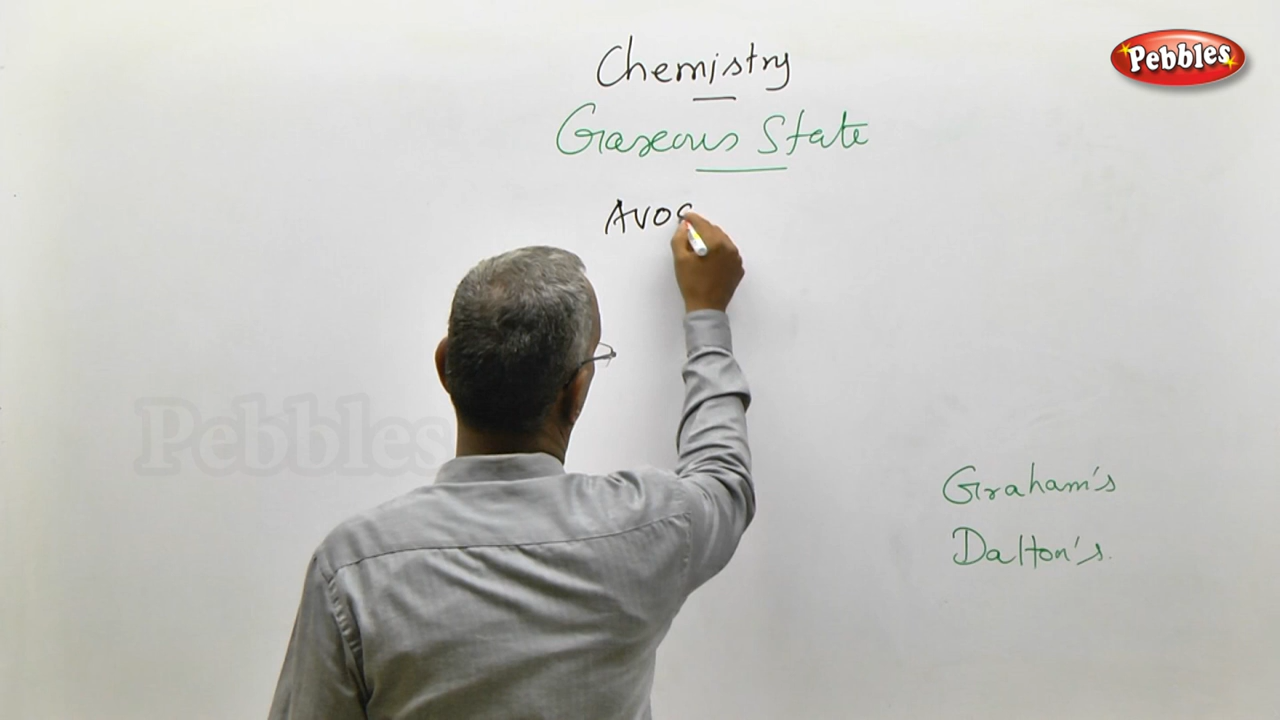 Chemistry
Pebbles
Gaseous State
AVOG
Pebbles
Graham's
Dalton's.